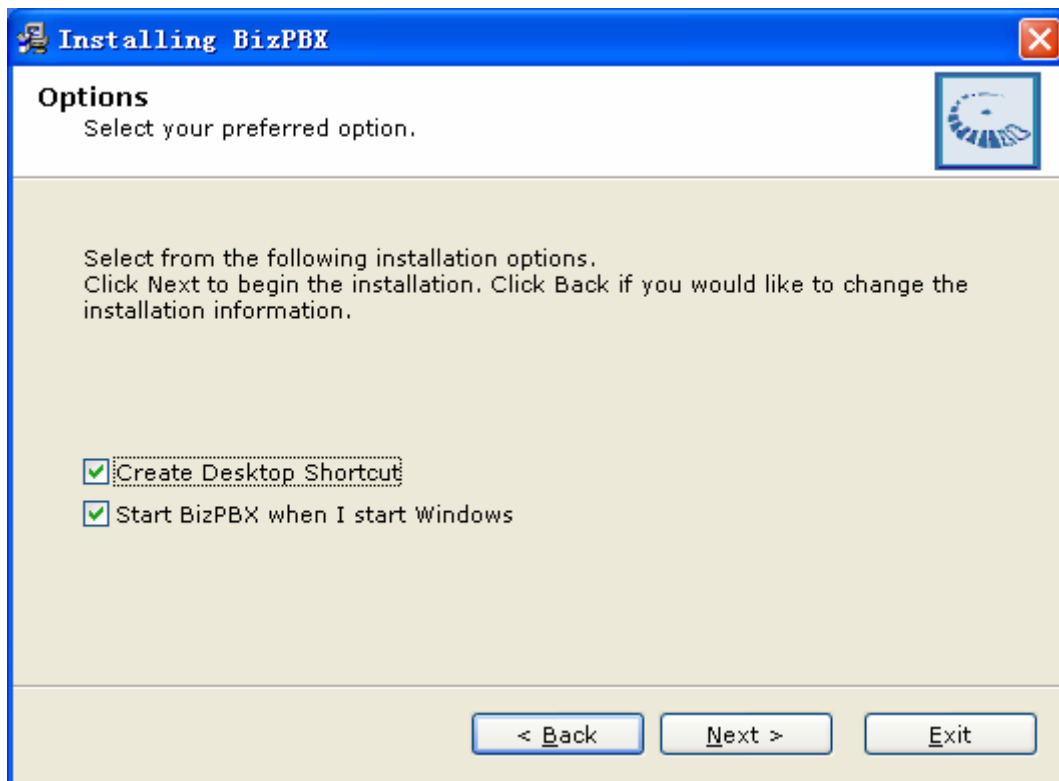 Installing BizPBX
Options
Select your preferred option.
Select from the following installation options.
Click Next to begin the installation. Click Back if you would like to change the
installation information.
Create Desktop Shortcut
Start BizPBX when I start Windows
< Back
Next >
Exit